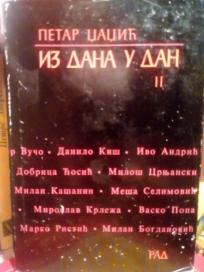 ПЕТАР ЏАЏИЋ
ИЗ ДАНА У ДАН
II
р Вучо · Данило Киш · Иво Андрић
Добрица Ћосић · Милош Црњански
Милан Кашанин · Меша Селимовић
Мирослав Крлежа · Васко Попа
Марко Ристић · Милан Богдановић
РАД